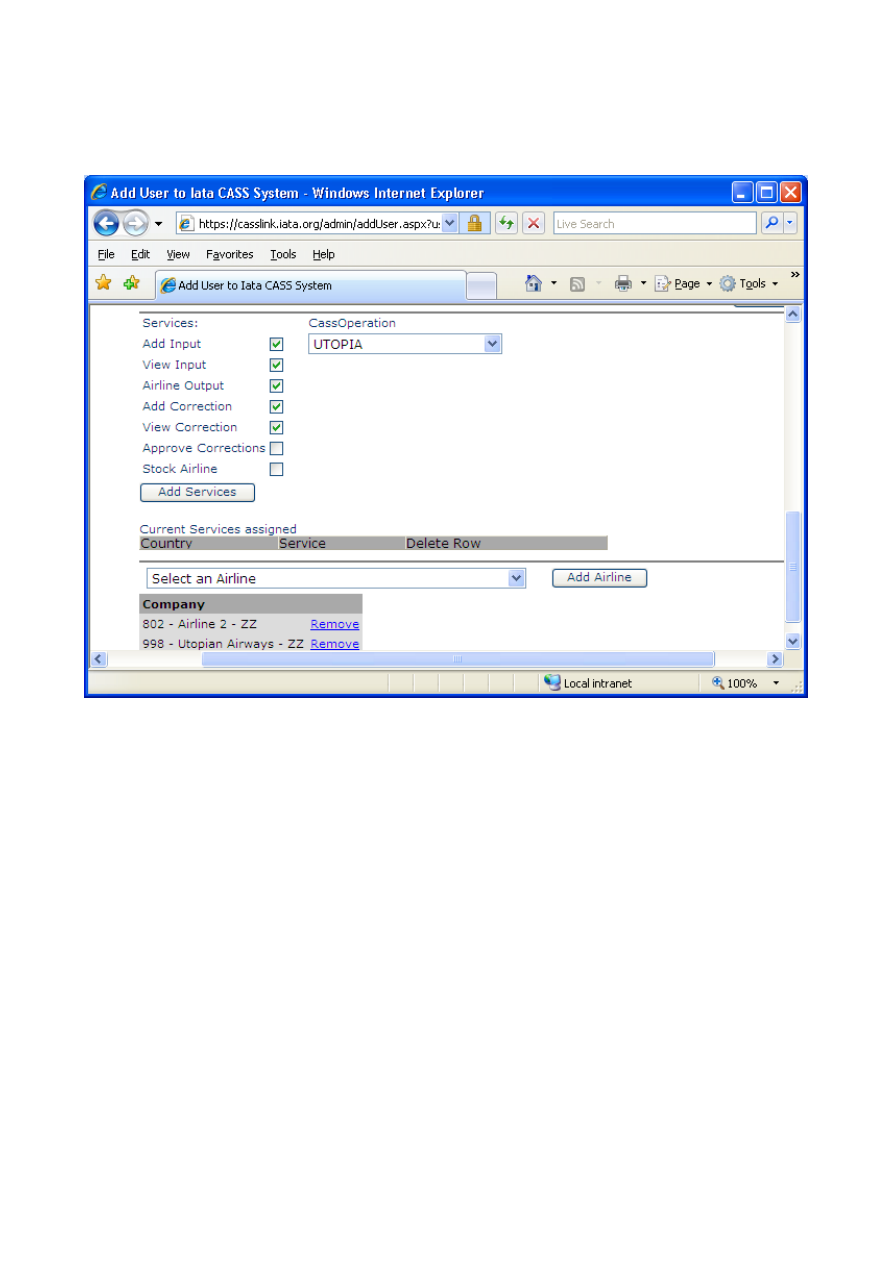 Add User to Iata CASS System - Windows Internet Explorer
https://casslink.iata.org/admin/addUser.aspx?u:
Live Search
File Edit View Favorites Tools Help
Add User to Iata CASS System
Page Tools »
Services: CassOperation
Add Input UTOPIA
View Input
Airline Output
Add Correction
View Correction
Approve Corrections
Stock Airline
Add Services
Current Services assigned
Country Service Delete Row
Select an Airline Add Airline
Company
802 - Airline 2 - ZZ Remove
998 - Utopian Airways - ZZ Remove
Local intranet 100%